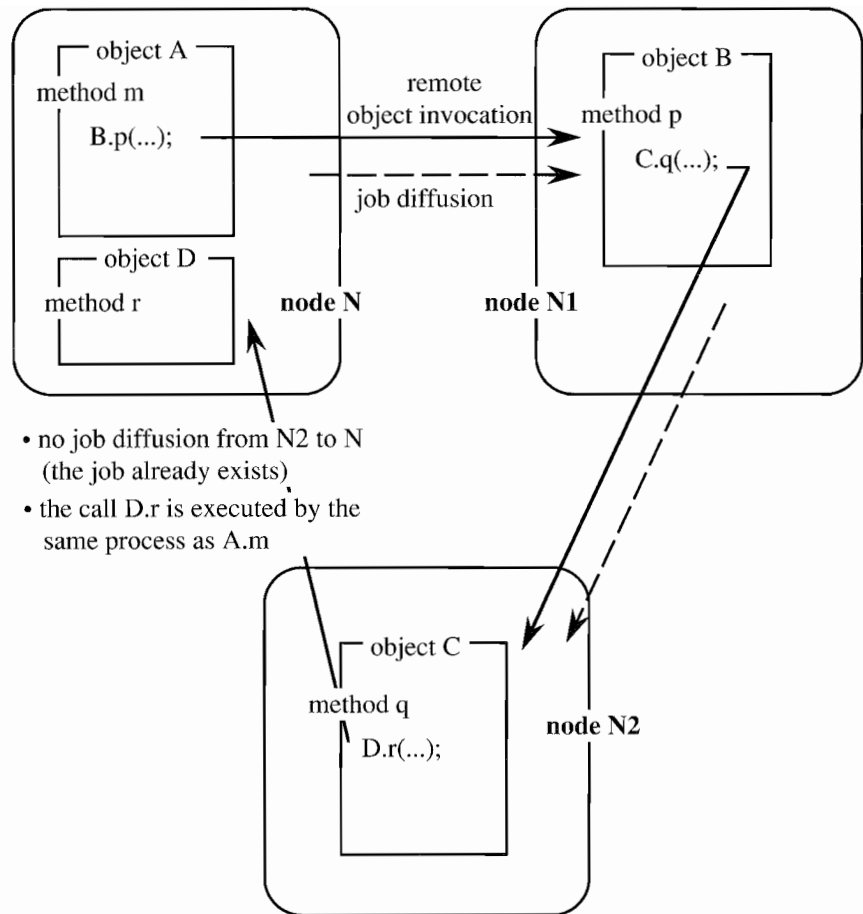 object A
method m
B.p(...);
object D
method r
node N
remote
object invocation
job diffusion
object B
method p
C.q(...);
node N1
• no job diffusion from N2 to N
(the job already exists)
• the call D.r is executed by the
same process as A.m
object C
method q
D.r(...);
node N2